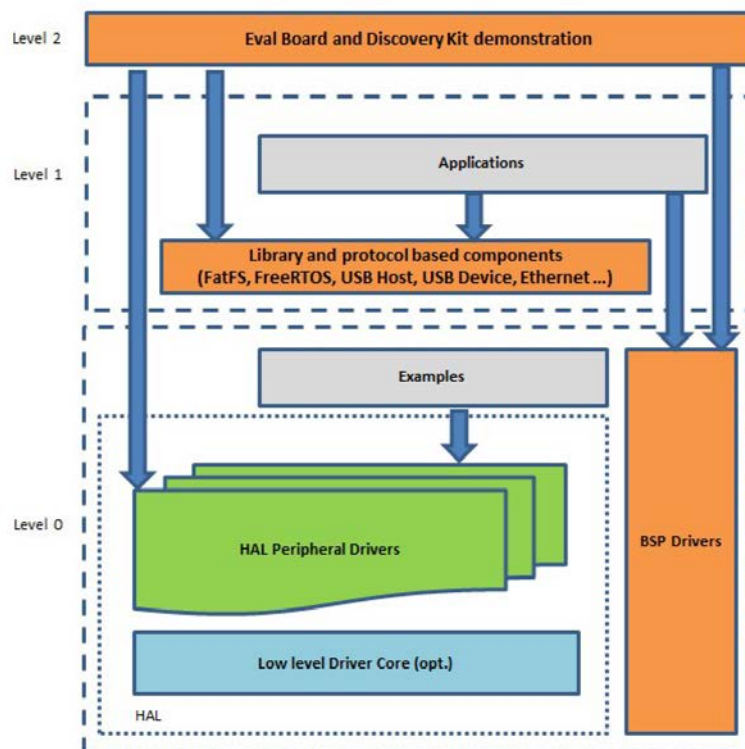 Level 2
Eval Board and Discovery Kit demonstration
Level 1
Applications
Library and protocol based components
(FatFS, FreeRTOS, USB Host, USB Device, Ethernet ...)
Examples
Level 0
HAL Peripheral Drivers
BSP Drivers
Low level Driver Core (opt.)
HAL